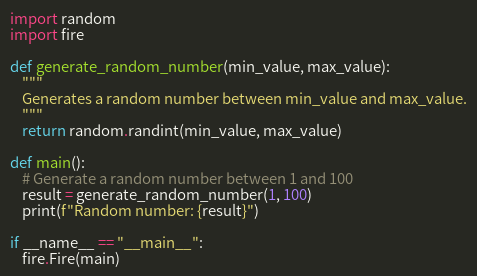 import random
import fire

def generate_random_number(min_value, max_value):
    """
    Generates a random number between min_value and max_value.
    """
    return random.randint(min_value, max_value)

def main():
    # Generate a random number between 1 and 100
    result = generate_random_number(1, 100)
    print(f"Random number: {result}")

if __name__ == "__main__":
    fire.Fire(main)